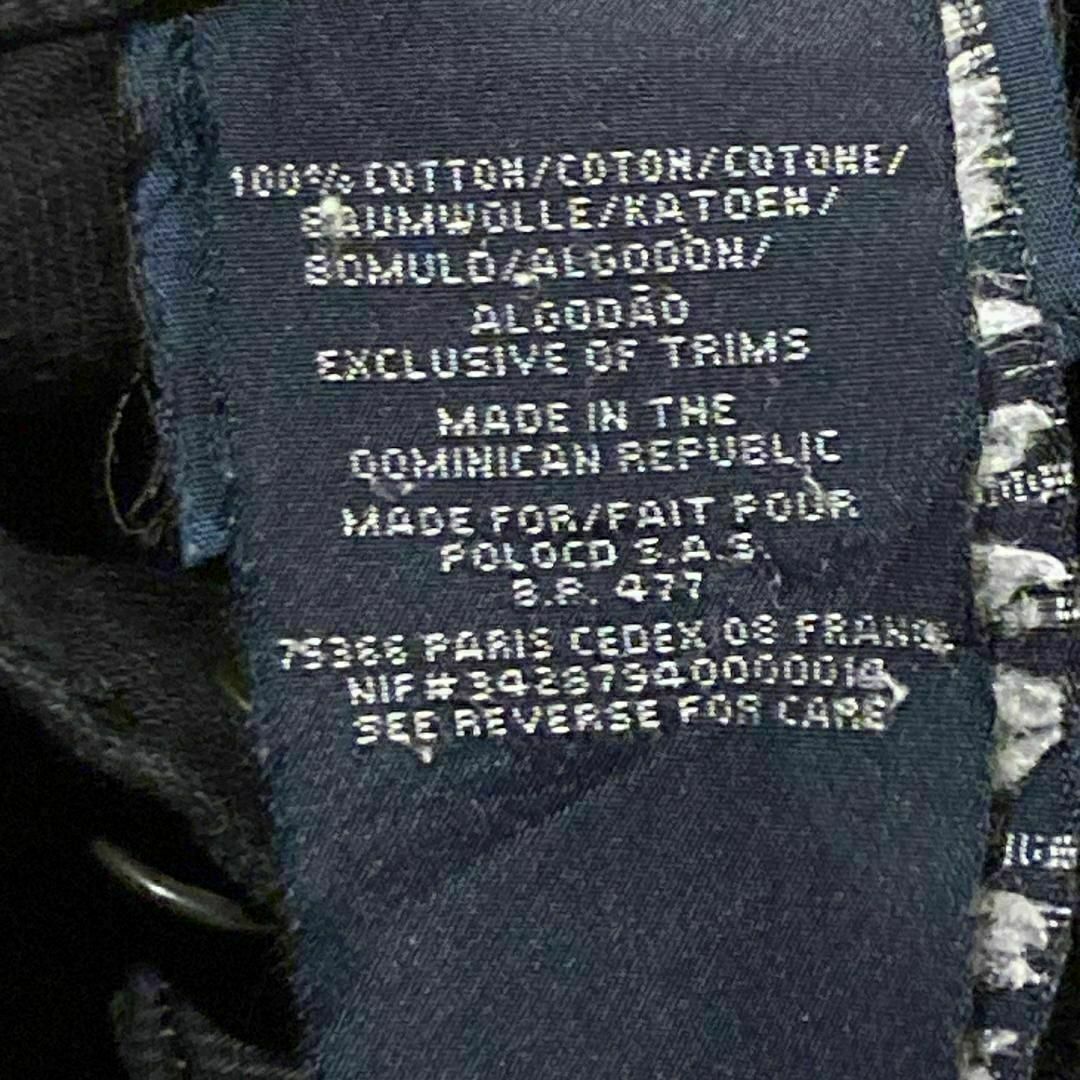 100% COTTON/COTON/COTONE/
BAUMWOLLE/KATOEN/
BOMULD/ALGODON/
ALGODÃO
EXCLUSIVE OF TRIMS
MADE IN THE
DOMINICAN REPUBLIC
MADE FOR/FAIT POUR
POLOCO S.A.S.
B.P. 477
75366 PARIS CEDEX 08 FRANCE
SEE REVERSE FOR CARE